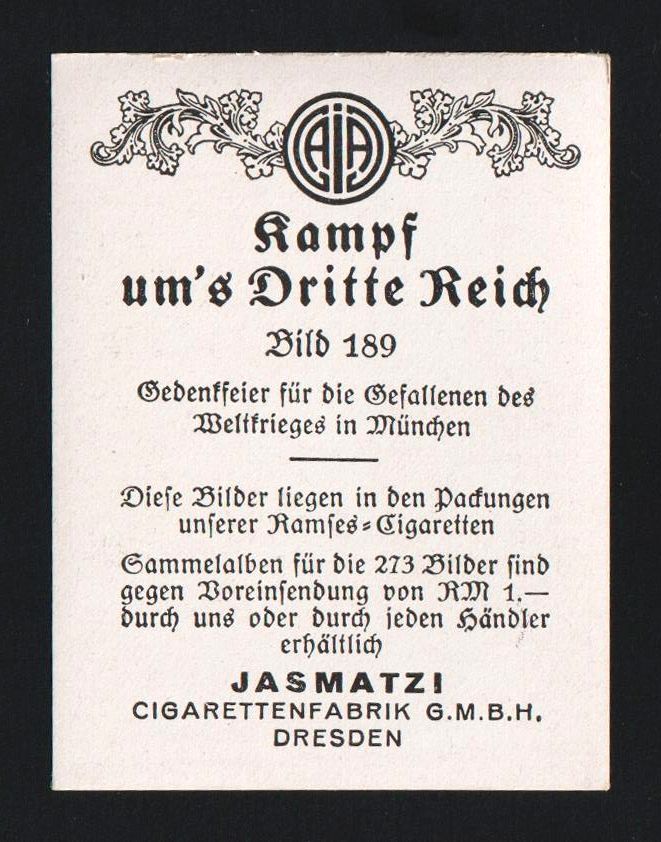 AJA
Kampf
um's Dritte Reich
Bild 189
Gedenkfeier für die Gefallenen des
Weltkrieges in München
Diese Bilder liegen in den Packungen
unserer Ramses=Cigaretten
Sammelalben für die 273 Bilder sind
gegen Voreinsendung von RM 1.—
durch uns oder durch jeden Händler
erhältlich
JASMATZI
CIGARETTENFABRIK G.M.B.H.
DRESDEN